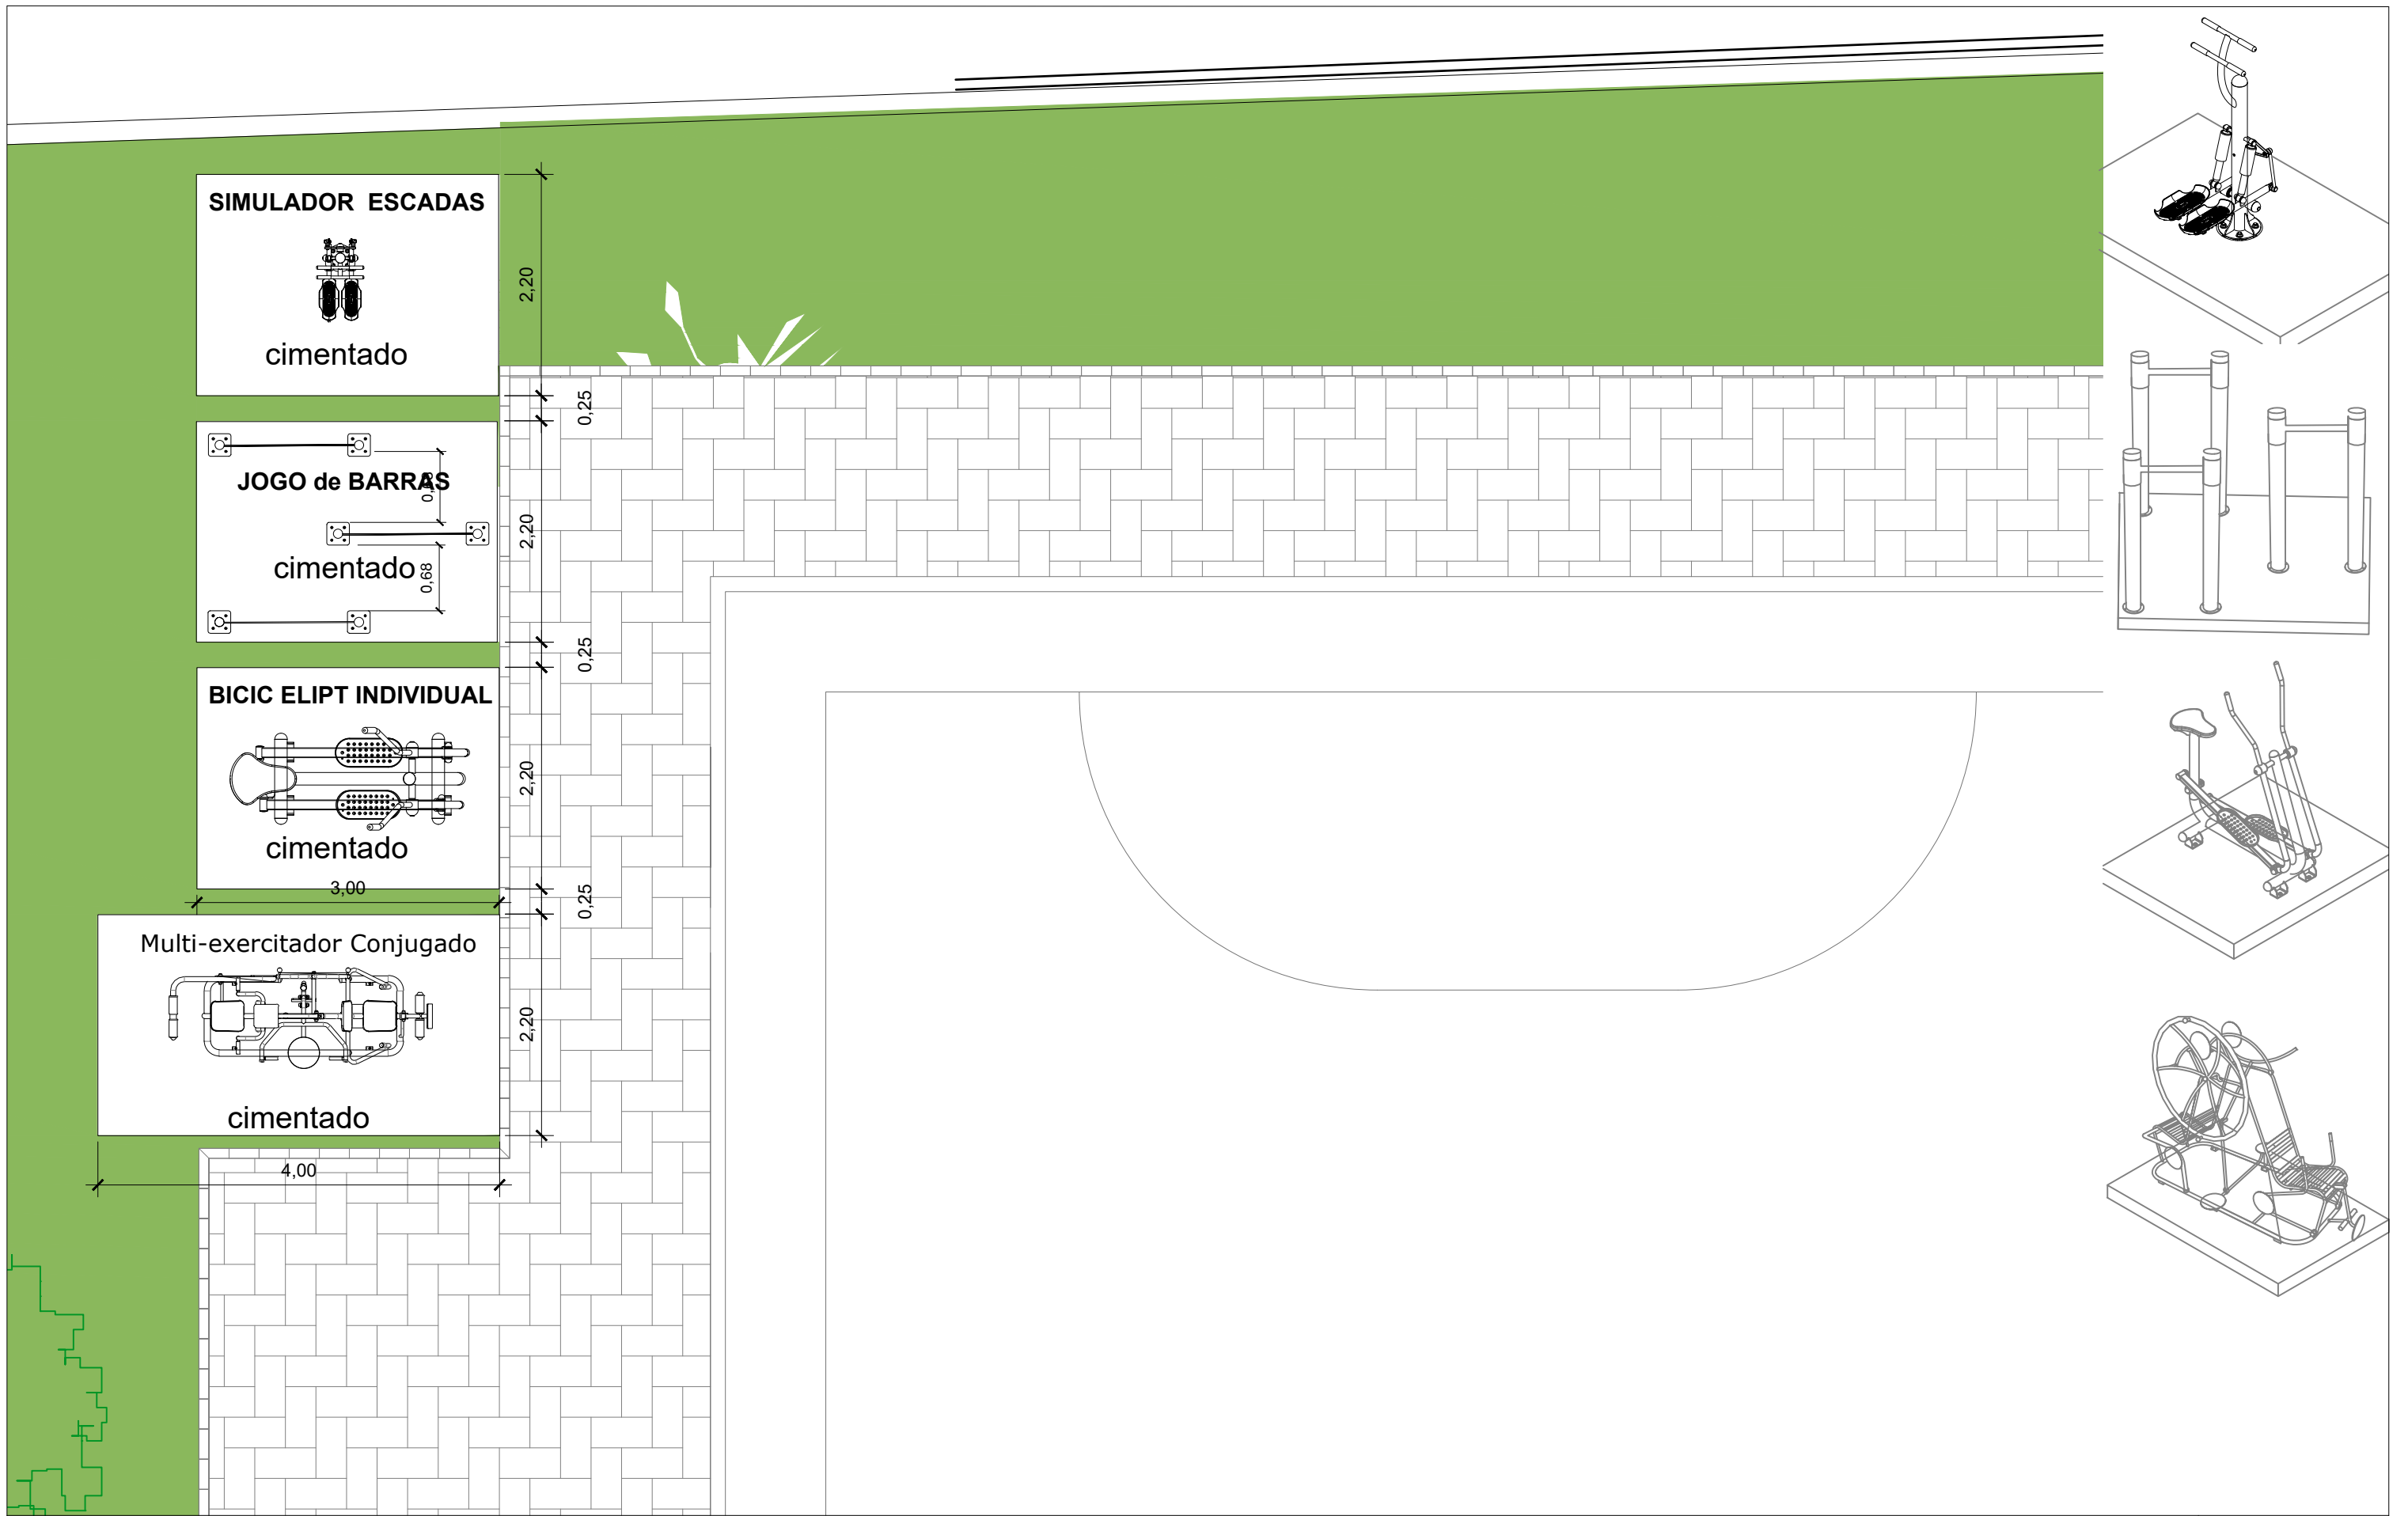 SIMULADOR ESCADAS
cimentado
2,20
0,25
JOGO de BARRAS
cimentado
0,68
2,20
0,25
BICIC ELIPT INDIVIDUAL
cimentado
2,20
3,00
0,25
Multi-exercitador Conjugado
cimentado
2,20
4,00